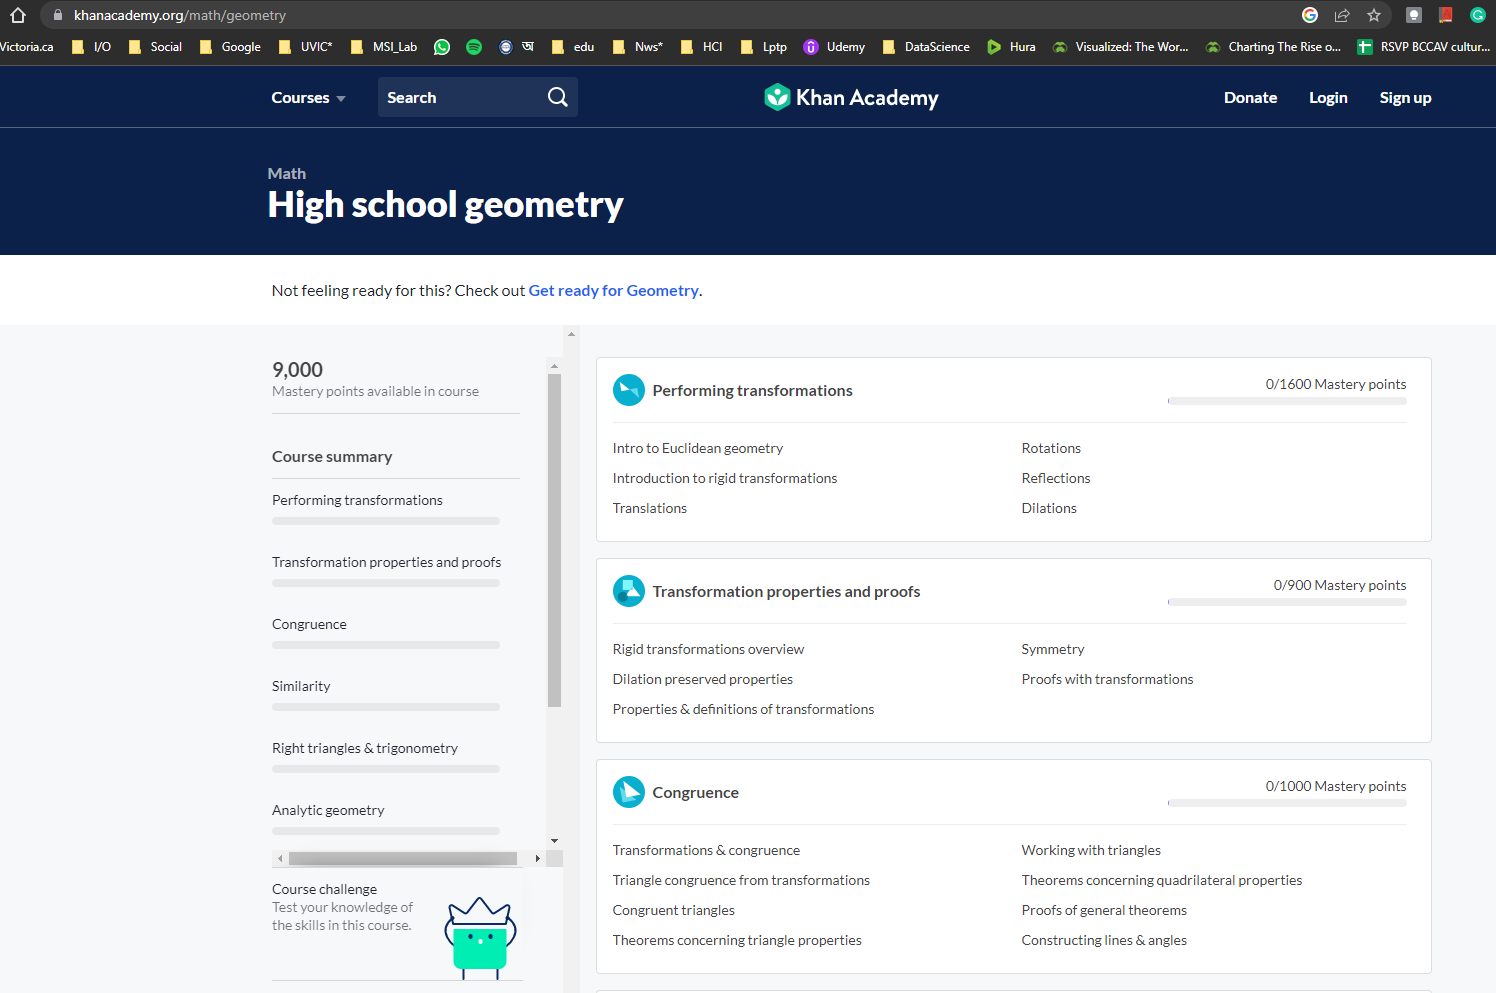 khanacademy.org/math/geometry
Victoria.ca I/O Social Google UVIC* MSI_Lab অ edu Nws* HCI Lptp Udemy DataScience Hura Visualized: The Wor... Charting The Rise o... RSVP BCCAV cultur...
Courses Search Khan Academy Donate Login Sign up
Math
High school geometry
Not feeling ready for this? Check out Get ready for Geometry.
9,000
Mastery points available in course
Course summary
Performing transformations
Transformation properties and proofs
Congruence
Similarity
Right triangles & trigonometry
Analytic geometry
Course challenge
Test your knowledge of
the skills in this course.
Performing transformations 0/1600 Mastery points
Intro to Euclidean geometry Rotations
Introduction to rigid transformations Reflections
Translations Dilations
Transformation properties and proofs 0/900 Mastery points
Rigid transformations overview Symmetry
Dilation preserved properties Proofs with transformations
Properties & definitions of transformations
Congruence 0/1000 Mastery points
Transformations & congruence Working with triangles
Triangle congruence from transformations Theorems concerning quadrilateral properties
Congruent triangles Proofs of general theorems
Theorems concerning triangle properties Constructing lines & angles